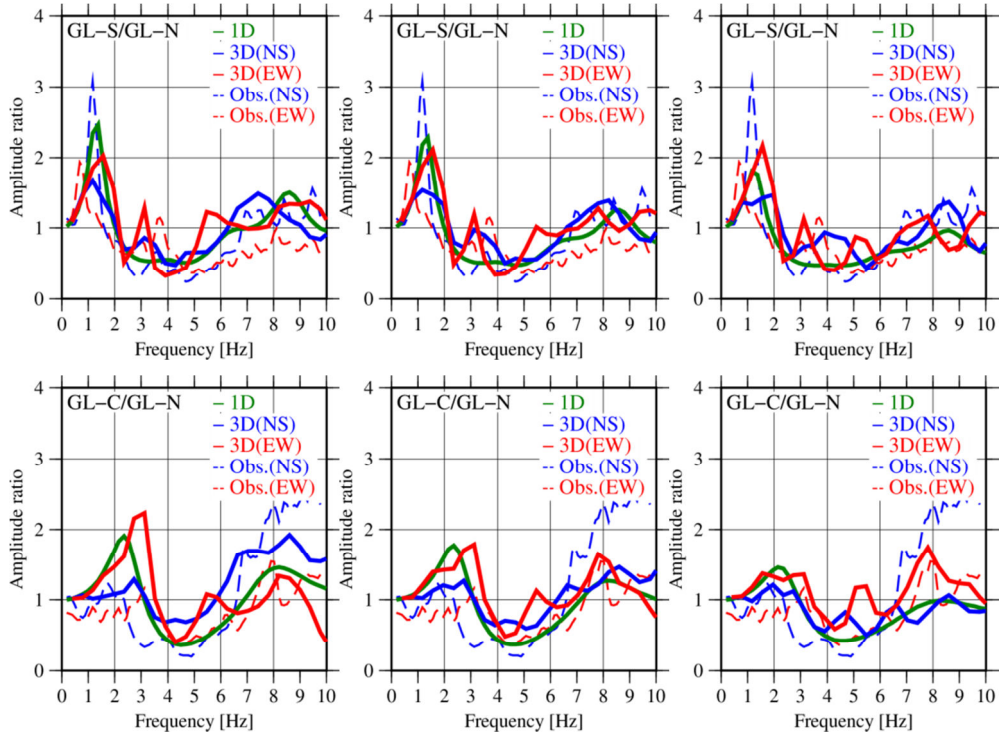 GL−S/GL−N
1D
3D(NS)
3D(EW)
Obs.(NS)
Obs.(EW)
Amplitude ratio
4
3
2
1
0
0 1 2 3 4 5 6 7 8 9 10
Frequency [Hz]
GL−S/GL−N
1D
3D(NS)
3D(EW)
Obs.(NS)
Obs.(EW)
Amplitude ratio
4
3
2
1
0
0 1 2 3 4 5 6 7 8 9 10
Frequency [Hz]
GL−S/GL−N
1D
3D(NS)
3D(EW)
Obs.(NS)
Obs.(EW)
Amplitude ratio
4
3
2
1
0
0 1 2 3 4 5 6 7 8 9 10
Frequency [Hz]
GL−C/GL−N
1D
3D(NS)
3D(EW)
Obs.(NS)
Obs.(EW)
Amplitude ratio
4
3
2
1
0
0 1 2 3 4 5 6 7 8 9 10
Frequency [Hz]
GL−C/GL−N
1D
3D(NS)
3D(EW)
Obs.(NS)
Obs.(EW)
Amplitude ratio
4
3
2
1
0
0 1 2 3 4 5 6 7 8 9 10
Frequency [Hz]
GL−C/GL−N
1D
3D(NS)
3D(EW)
Obs.(NS)
Obs.(EW)
Amplitude ratio
4
3
2
1
0
0 1 2 3 4 5 6 7 8 9 10
Frequency [Hz]